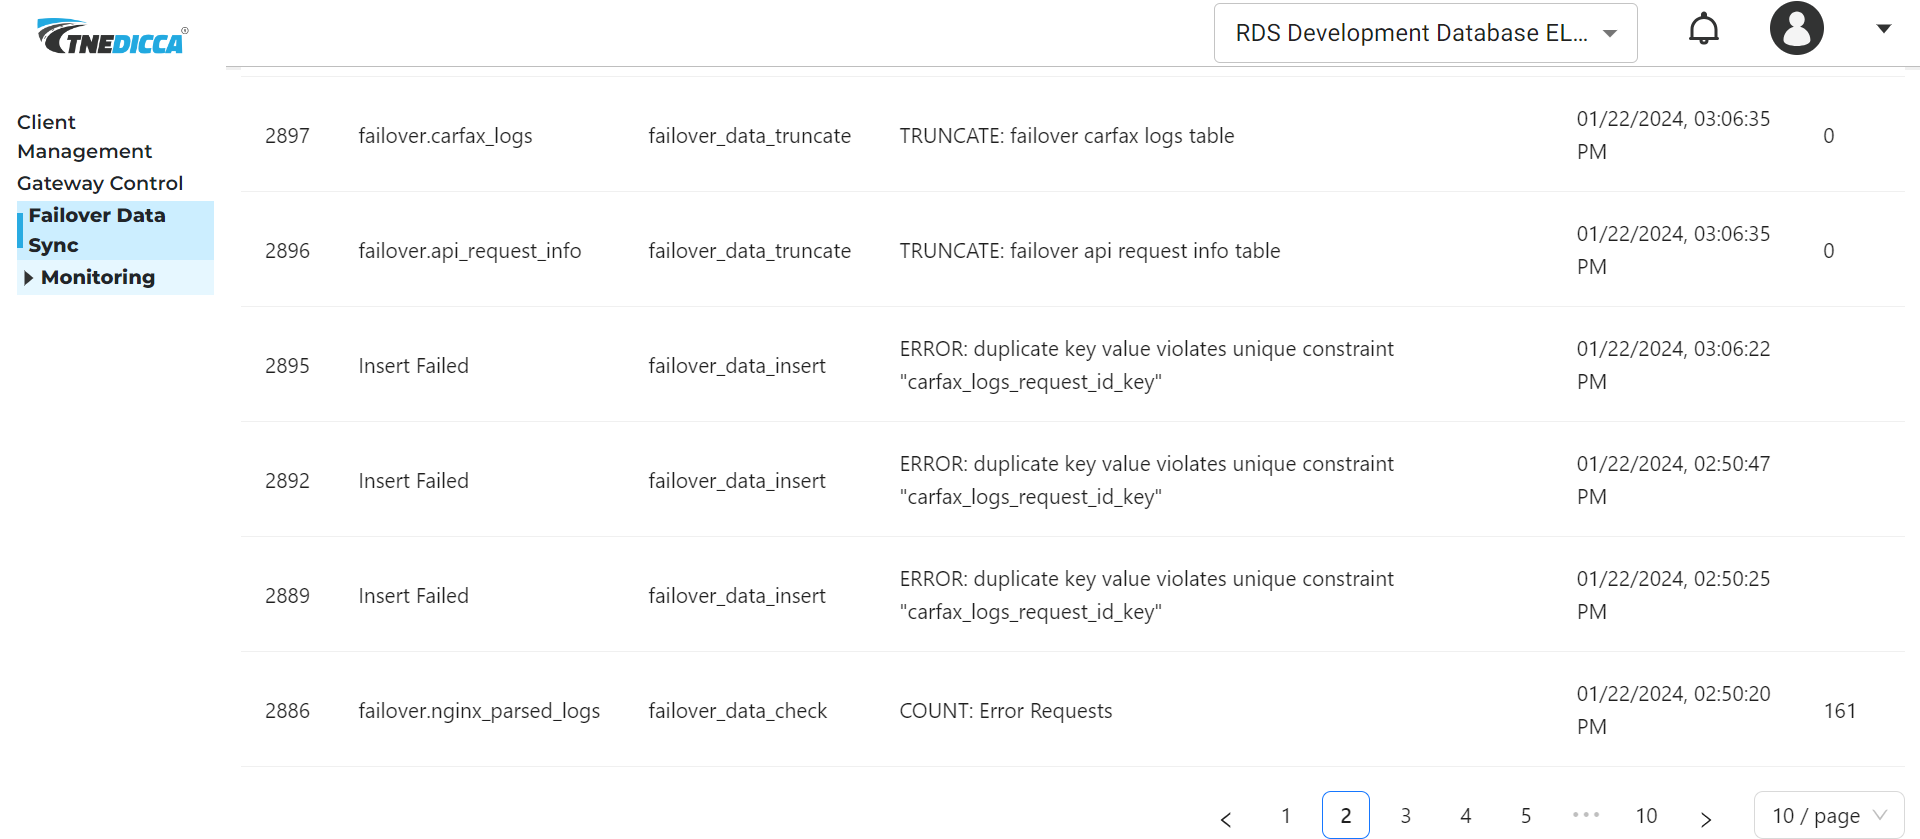 TNEDICCA®
RDS Development Database EL...
Client
Management
Gateway Control
Failover Data
Sync
Monitoring
2897 failover.carfax_logs failover_data_truncate TRUNCATE: failover carfax logs table 01/22/2024, 03:06:35
PM 0
2896 failover.api_request_info failover_data_truncate TRUNCATE: failover api request info table 01/22/2024, 03:06:35
PM 0
2895 Insert Failed failover_data_insert ERROR: duplicate key value violates unique constraint 01/22/2024, 03:06:22
"carfax_logs_request_id_key" PM
2892 Insert Failed failover_data_insert ERROR: duplicate key value violates unique constraint 01/22/2024, 02:50:47
"carfax_logs_request_id_key" PM
2889 Insert Failed failover_data_insert ERROR: duplicate key value violates unique constraint 01/22/2024, 02:50:25
"carfax_logs_request_id_key" PM
2886 failover.nginx_parsed_logs failover_data_check COUNT: Error Requests 01/22/2024, 02:50:20
PM 161
< 1 2 3 4 5 ••• 10 > 10 / page